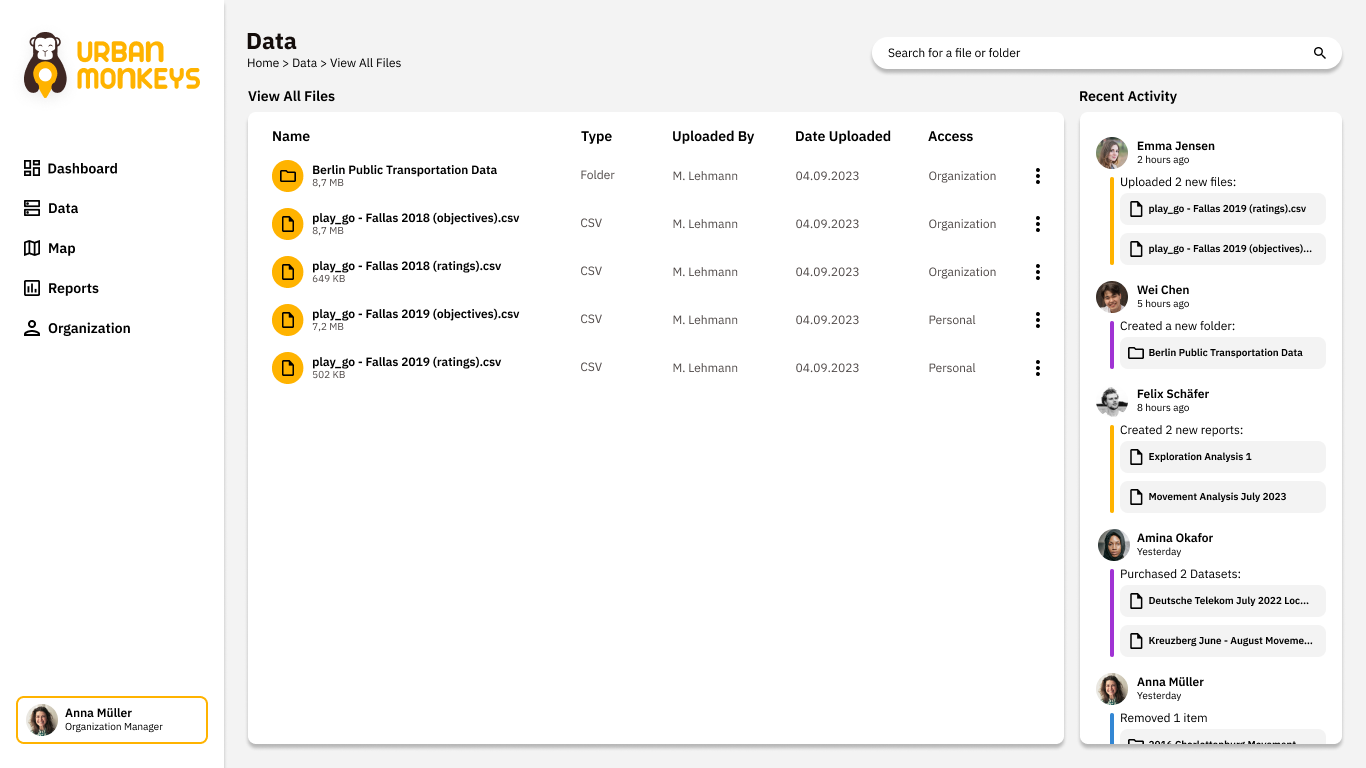 URBAN
MONKEYS
Dashboard
Data
Map
Reports
Organization
Anna Müller
Organization Manager
Data
Home > Data > View All Files
Search for a file or folder
View All Files
Name Type Uploaded By Date Uploaded Access
Berlin Public Transportation Data Folder M. Lehmann 04.09.2023 Organization
8,7 MB
play_go - Fallas 2018 (objectives).csv CSV M. Lehmann 04.09.2023 Organization
8,7 MB
play_go - Fallas 2018 (ratings).csv CSV M. Lehmann 04.09.2023 Organization
649 KB
play_go - Fallas 2019 (objectives).csv CSV M. Lehmann 04.09.2023 Personal
7,2 MB
play_go - Fallas 2019 (ratings).csv CSV M. Lehmann 04.09.2023 Personal
502 KB
Recent Activity
Emma Jensen
2 hours ago
Uploaded 2 new files:
play_go - Fallas 2019 (ratings).csv
play_go - Fallas 2019 (objectives)...
Wei Chen
5 hours ago
Created a new folder:
Berlin Public Transportation Data
Felix Schäfer
8 hours ago
Created 2 new reports:
Exploration Analysis 1
Movement Analysis July 2023
Amina Okafor
Yesterday
Purchased 2 Datasets:
Deutsche Telekom July 2022 Loc...
Kreuzberg June - August Moveme...
Anna Müller
Yesterday
Removed 1 item
2016 Charlottenburg Movement